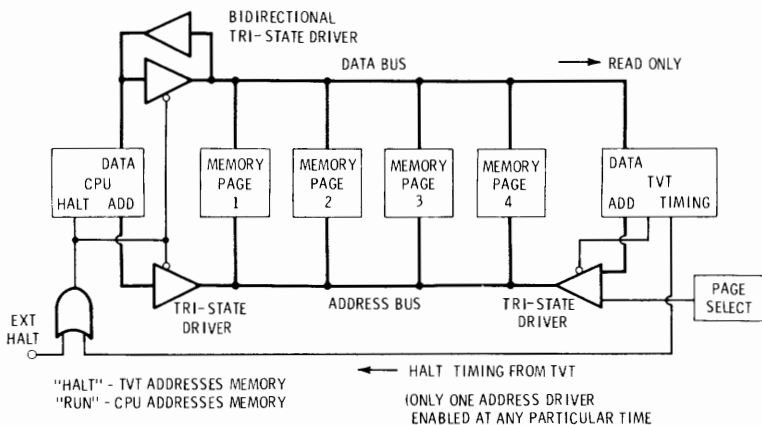 BIDIRECTIONAL
TRI-STATE DRIVER
DATA BUS
READ ONLY
DATA
CPU
HALT ADD
MEMORY
PAGE
1
MEMORY
PAGE
2
MEMORY
PAGE
3
MEMORY
PAGE
4
DATA
TVT
ADD TIMING
TRI-STATE
DRIVER
ADDRESS BUS
TRI-STATE
DRIVER
PAGE
SELECT
EXT
HALT
HALT TIMING FROM TVT
"HALT" - TVT ADDRESSES MEMORY
"RUN" - CPU ADDRESSES MEMORY
(ONLY ONE ADDRESS DRIVER
ENABLED AT ANY PARTICULAR TIME